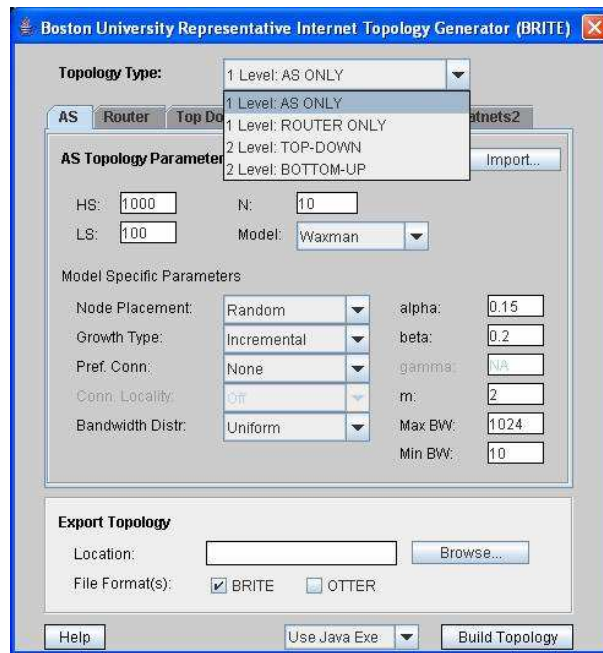 Boston University Representative Internet Topology Generator (BRITE)
Topology Type: 1 Level: AS ONLY
1 Level: AS ONLY
1 Level: ROUTER ONLY
2 Level: TOP-DOWN
2 Level: BOTTOM-UP
AS Router Top Do atnets2
AS Topology Parameter Import...
HS: 1000 N: 10
LS: 100 Model: Waxman
Model Specific Parameters
Node Placement: Random alpha: 0.15
Growth Type: Incremental beta: 0.2
Pref. Conn: None gamma: NA
Conn. Locality: Off m: 2
Bandwidth Distr: Uniform Max BW: 1024
Min BW: 10
Export Topology
Location: Browse...
File Format(s): BRITE OTTER
Help Use Java Exe Build Topology